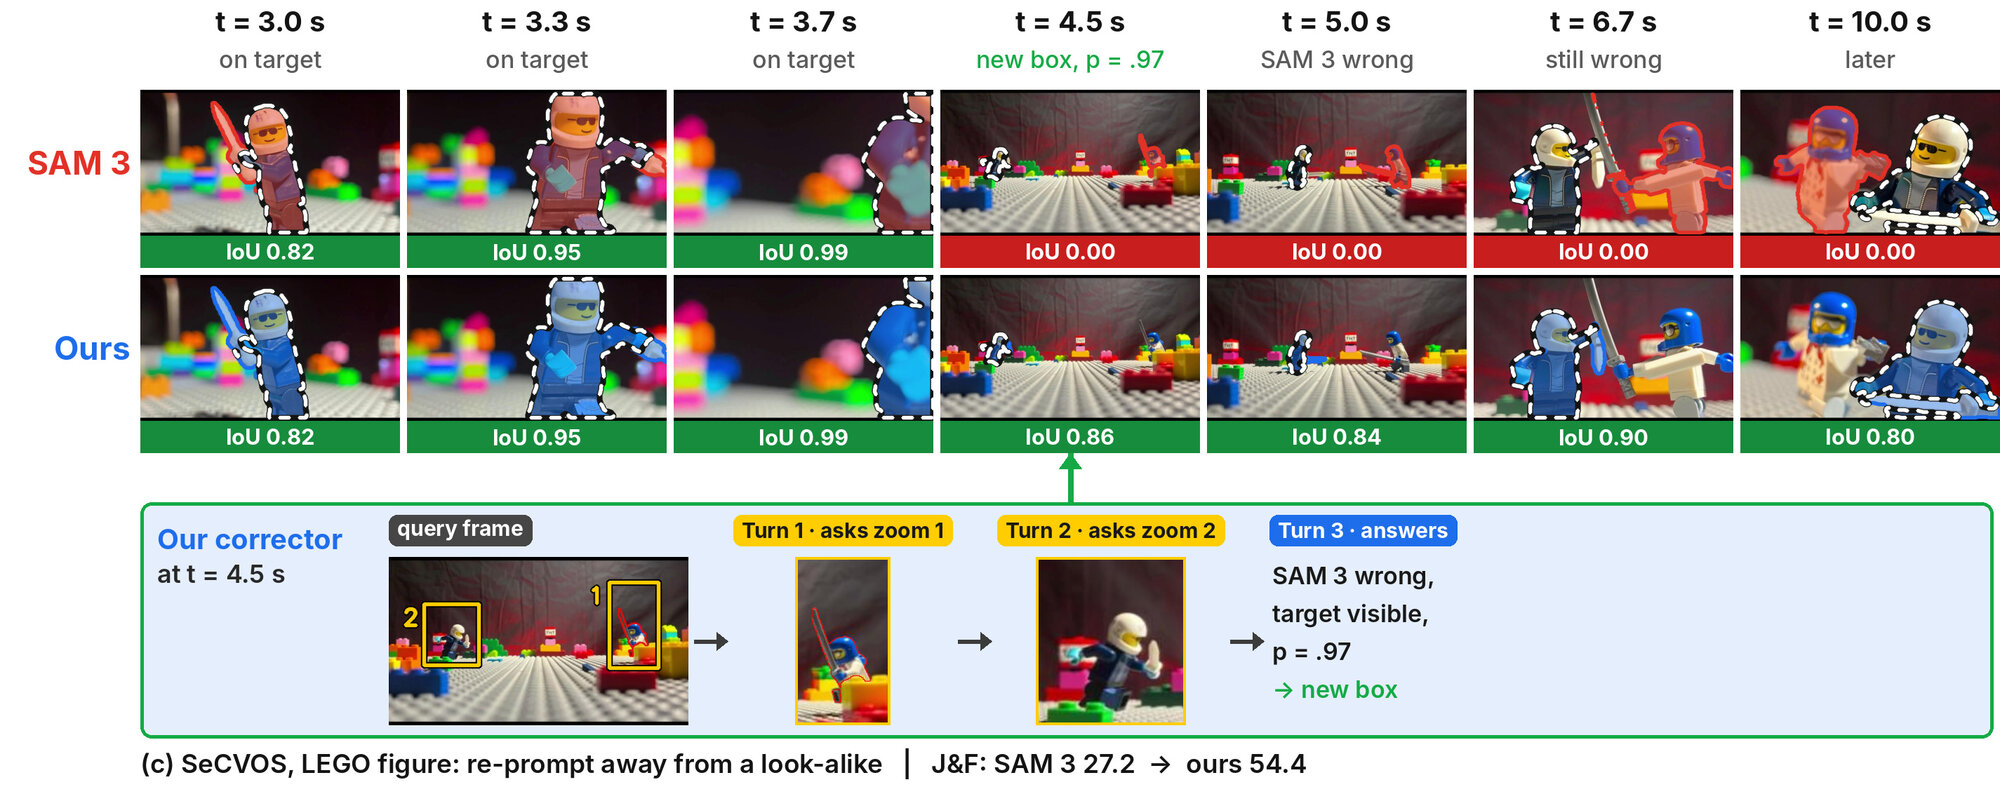 t = 3.0 s t = 3.3 s t = 3.7 s t = 4.5 s t = 5.0 s t = 6.7 s t = 10.0 s
on target on target on target new box, p = .97 SAM 3 wrong still wrong later
SAM 3
IoU 0.82 IoU 0.95 IoU 0.99 IoU 0.00 IoU 0.00 IoU 0.00 IoU 0.00
Ours
IoU 0.82 IoU 0.95 IoU 0.99 IoU 0.86 IoU 0.84 IoU 0.90 IoU 0.80
Our corrector
at t = 4.5 s
query frame
1
2
Turn 1 · asks zoom 1
Turn 2 · asks zoom 2
Turn 3 · answers
SAM 3 wrong,
target visible,
p = .97
→ new box
(c) SeCVOS, LEGO figure: re-prompt away from a look-alike | J&F: SAM 3 27.2 → ours 54.4